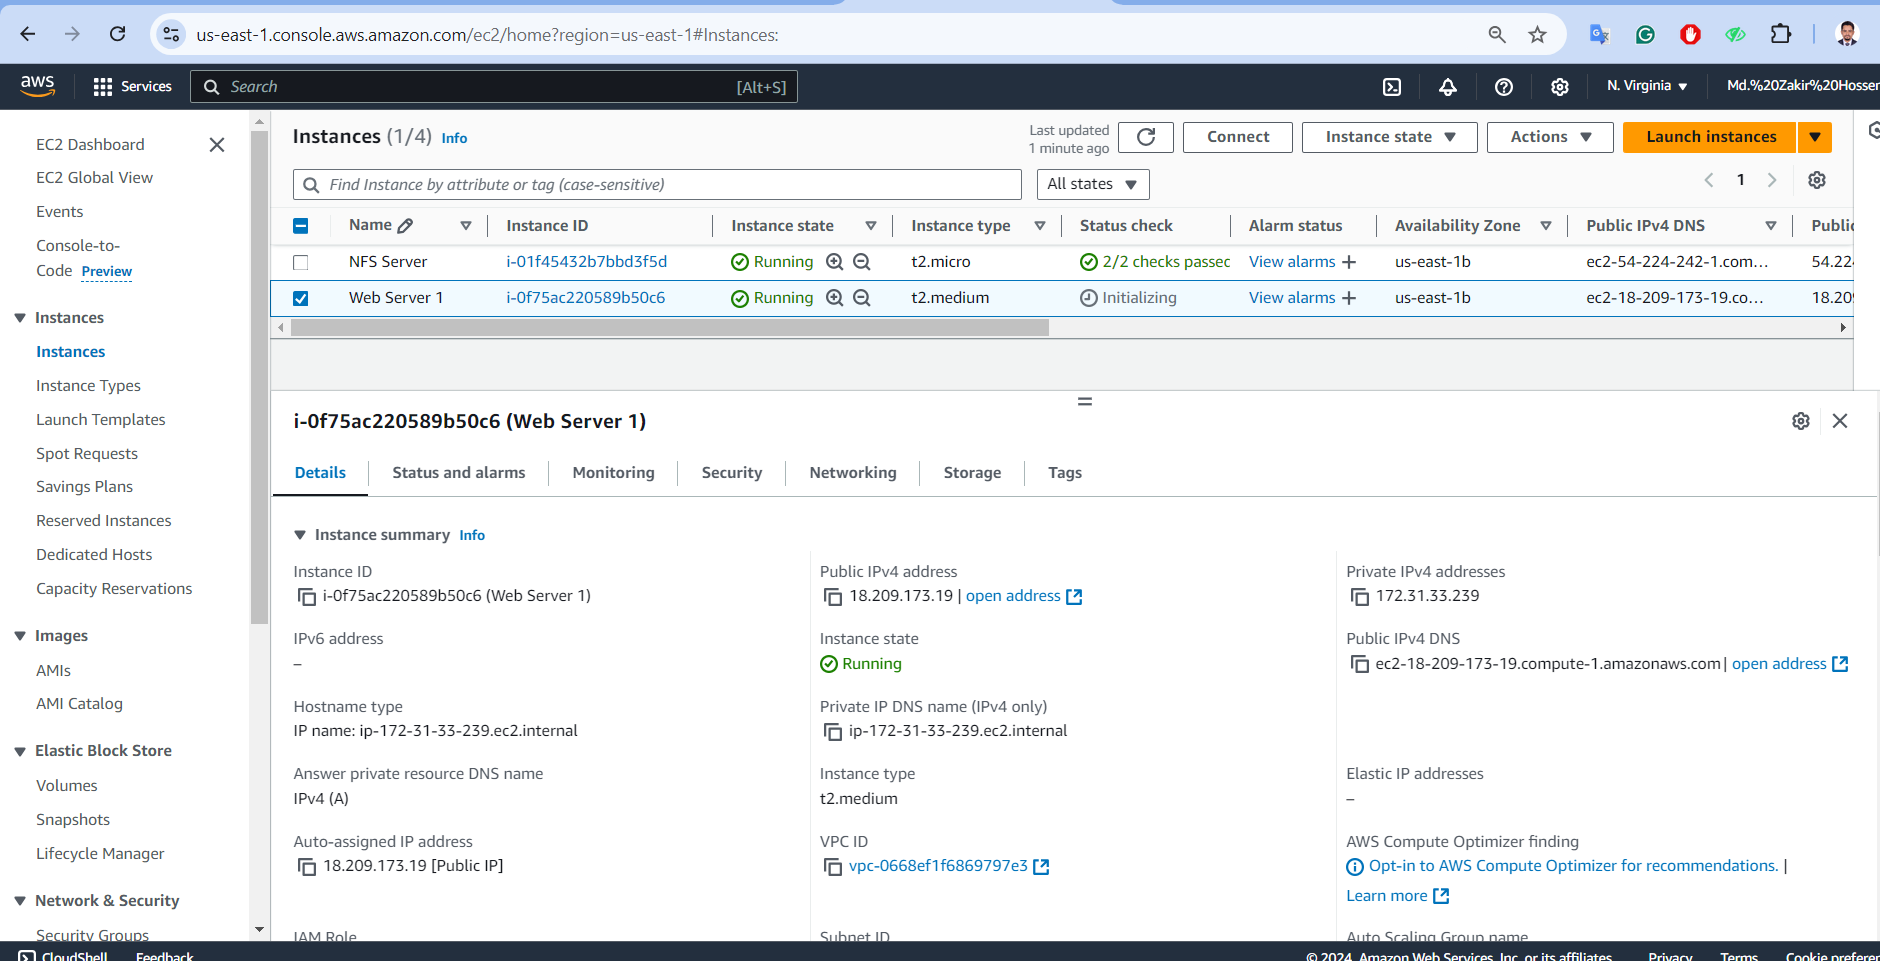 us-east-1.console.aws.amazon.com/ec2/home?region=us-east-1#Instances:
aws Services Search [Alt+S] N. Virginia Md.%20Zakir%20Hosser
EC2 Dashboard
EC2 Global View
Events
Console-to-
Code Preview
Instances
Instances
Instance Types
Launch Templates
Spot Requests
Savings Plans
Reserved Instances
Dedicated Hosts
Capacity Reservations
Images
AMIs
AMI Catalog
Elastic Block Store
Volumes
Snapshots
Lifecycle Manager
Network & Security
Security Groups
Instances (1/4) Info
Last updated
1 minute ago
Connect Instance state Actions Launch instances
Find Instance by attribute or tag (case-sensitive) All states 1
Name Instance ID Instance state Instance type Status check Alarm status Availability Zone Public IPv4 DNS Public
NFS Server i-01f45432b7bbd3f5d Running t2.micro 2/2 checks passec View alarms + us-east-1b ec2-54-224-242-1.com... 54.224
Web Server 1 i-0f75ac220589b50c6 Running t2.medium Initializing View alarms + us-east-1b ec2-18-209-173-19.co... 18.209
i-0f75ac220589b50c6 (Web Server 1)
Details Status and alarms Monitoring Security Networking Storage Tags
Instance summary Info
Instance ID
i-0f75ac220589b50c6 (Web Server 1)
Public IPv4 address
18.209.173.19 | open address
Private IPv4 addresses
172.31.33.239
IPv6 address
–
Instance state
Running
Public IPv4 DNS
ec2-18-209-173-19.compute-1.amazonaws.com | open address
Hostname type
IP name: ip-172-31-33-239.ec2.internal
Private IP DNS name (IPv4 only)
ip-172-31-33-239.ec2.internal
Answer private resource DNS name
IPv4 (A)
Instance type
t2.medium
Elastic IP addresses
–
Auto-assigned IP address
18.209.173.19 [Public IP]
VPC ID
vpc-0668ef1f6869797e3
AWS Compute Optimizer finding
Opt-in to AWS Compute Optimizer for recommendations. |
Learn more
IAM Role
Subnet ID
Auto Scaling Group name
CloudShell Feedback © 2024, Amazon Web Services, Inc. or its affiliates. Privacy Terms Cookie preferen